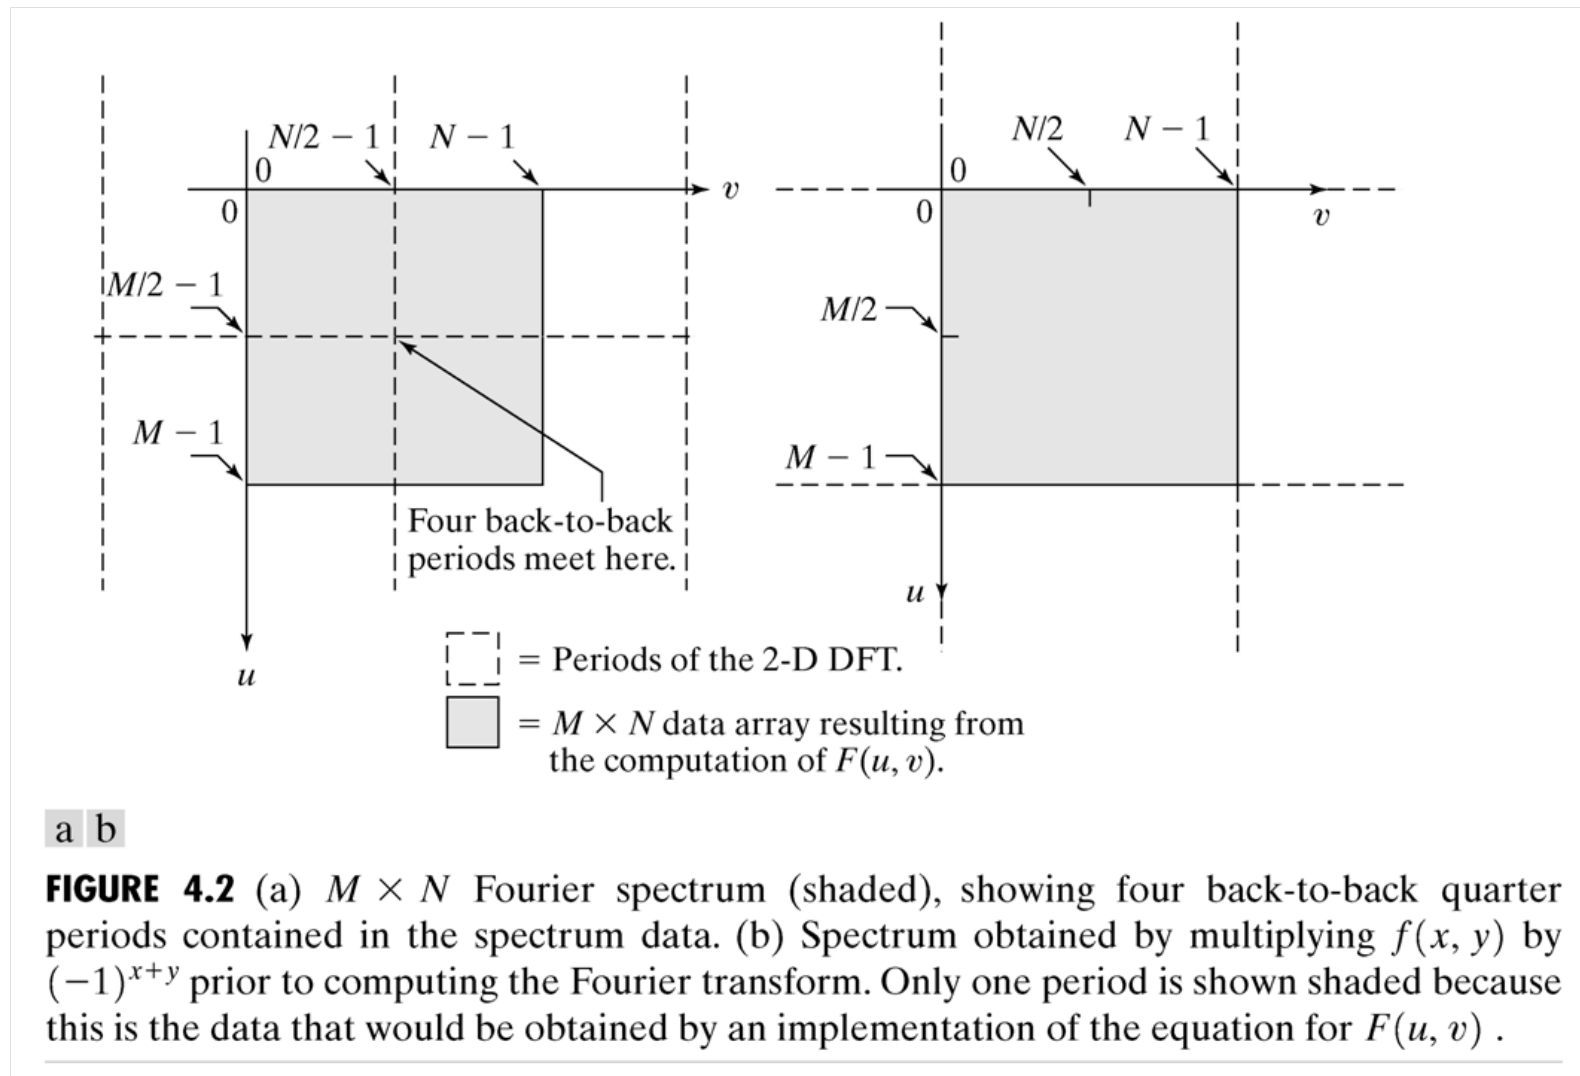 N/2 − 1
N − 1
0
0
v
M/2 − 1
M − 1
Four back-to-back
periods meet here.
u
N/2
N − 1
0
0
v
M/2
M − 1
u
= Periods of the 2-D DFT.
= M × N data array resulting from
the computation of F(u, v).
a b
FIGURE 4.2 (a) M × N Fourier spectrum (shaded), showing four back-to-back quarter
periods contained in the spectrum data. (b) Spectrum obtained by multiplying f(x, y) by
(−1)^{x+y} prior to computing the Fourier transform. Only one period is shown shaded because
this is the data that would be obtained by an implementation of the equation for F(u, v) .